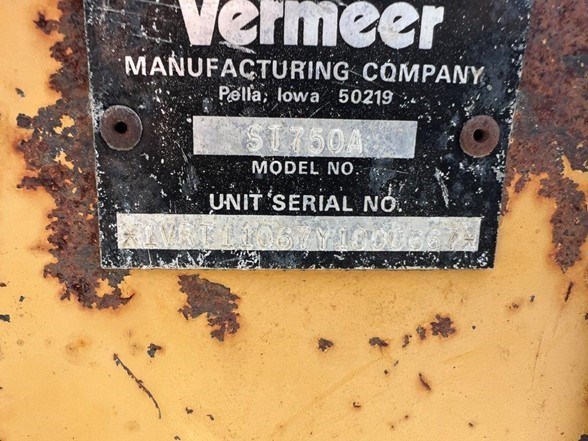 Vermeer
MANUFACTURING COMPANY
Pella, Iowa 50219
ST750A
MODEL NO.
UNIT SERIAL NO.